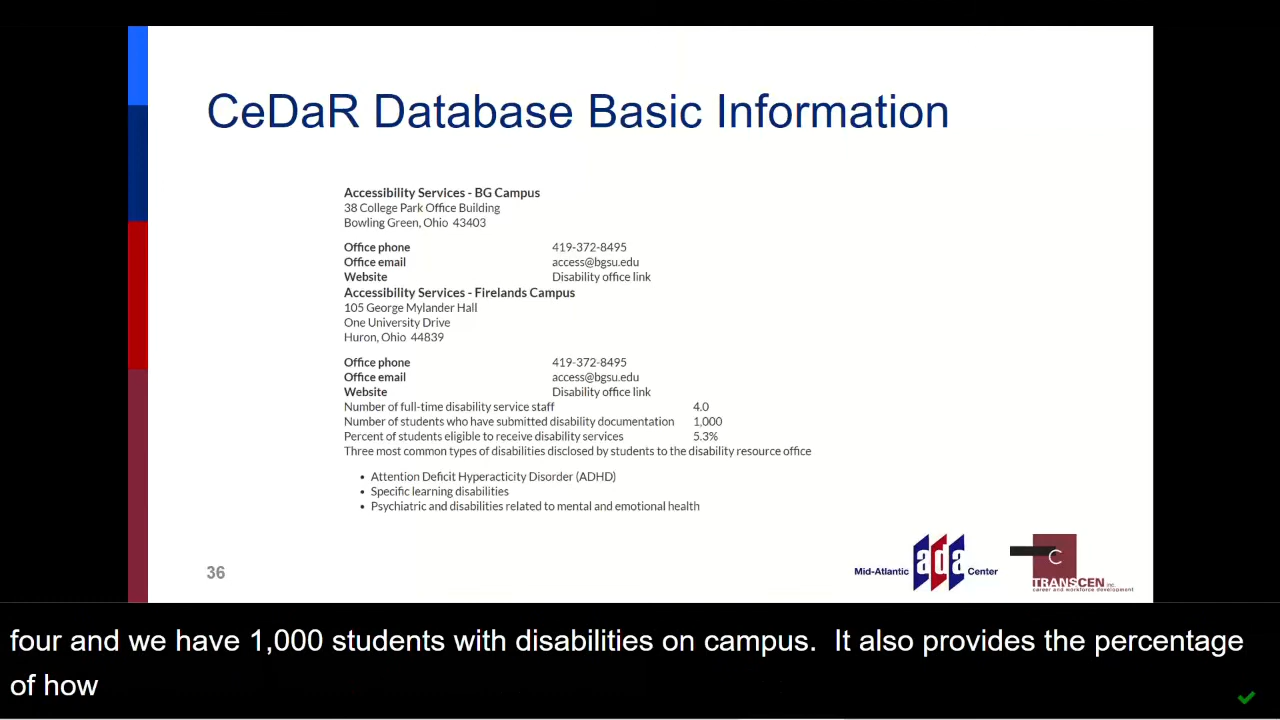 CeDaR Database Basic Information
Accessibility Services - BG Campus
38 College Park Office Building
Bowling Green, Ohio 43403
Office phone 419-372-8495
Office email access@bgsu.edu
Website Disability office link
Accessibility Services - Firelands Campus
105 George Mylander Hall
One University Drive
Huron, Ohio 44839
Office phone 419-372-8495
Office email access@bgsu.edu
Website Disability office link
Number of full-time disability service staff 4.0
Number of students who have submitted disability documentation 1,000
Percent of students eligible to receive disability services 5.3%
Three most common types of disabilities disclosed by students to the disability resource office
• Attention Deficit Hyperacticity Disorder (ADHD)
• Specific learning disabilities
• Psychiatric and disabilities related to mental and emotional health
36
Mid-Atlantic ada Center
C
TRANSCEN inc.
career and workforce development
four and we have 1,000 students with disabilities on campus. It also provides the percentage
of how